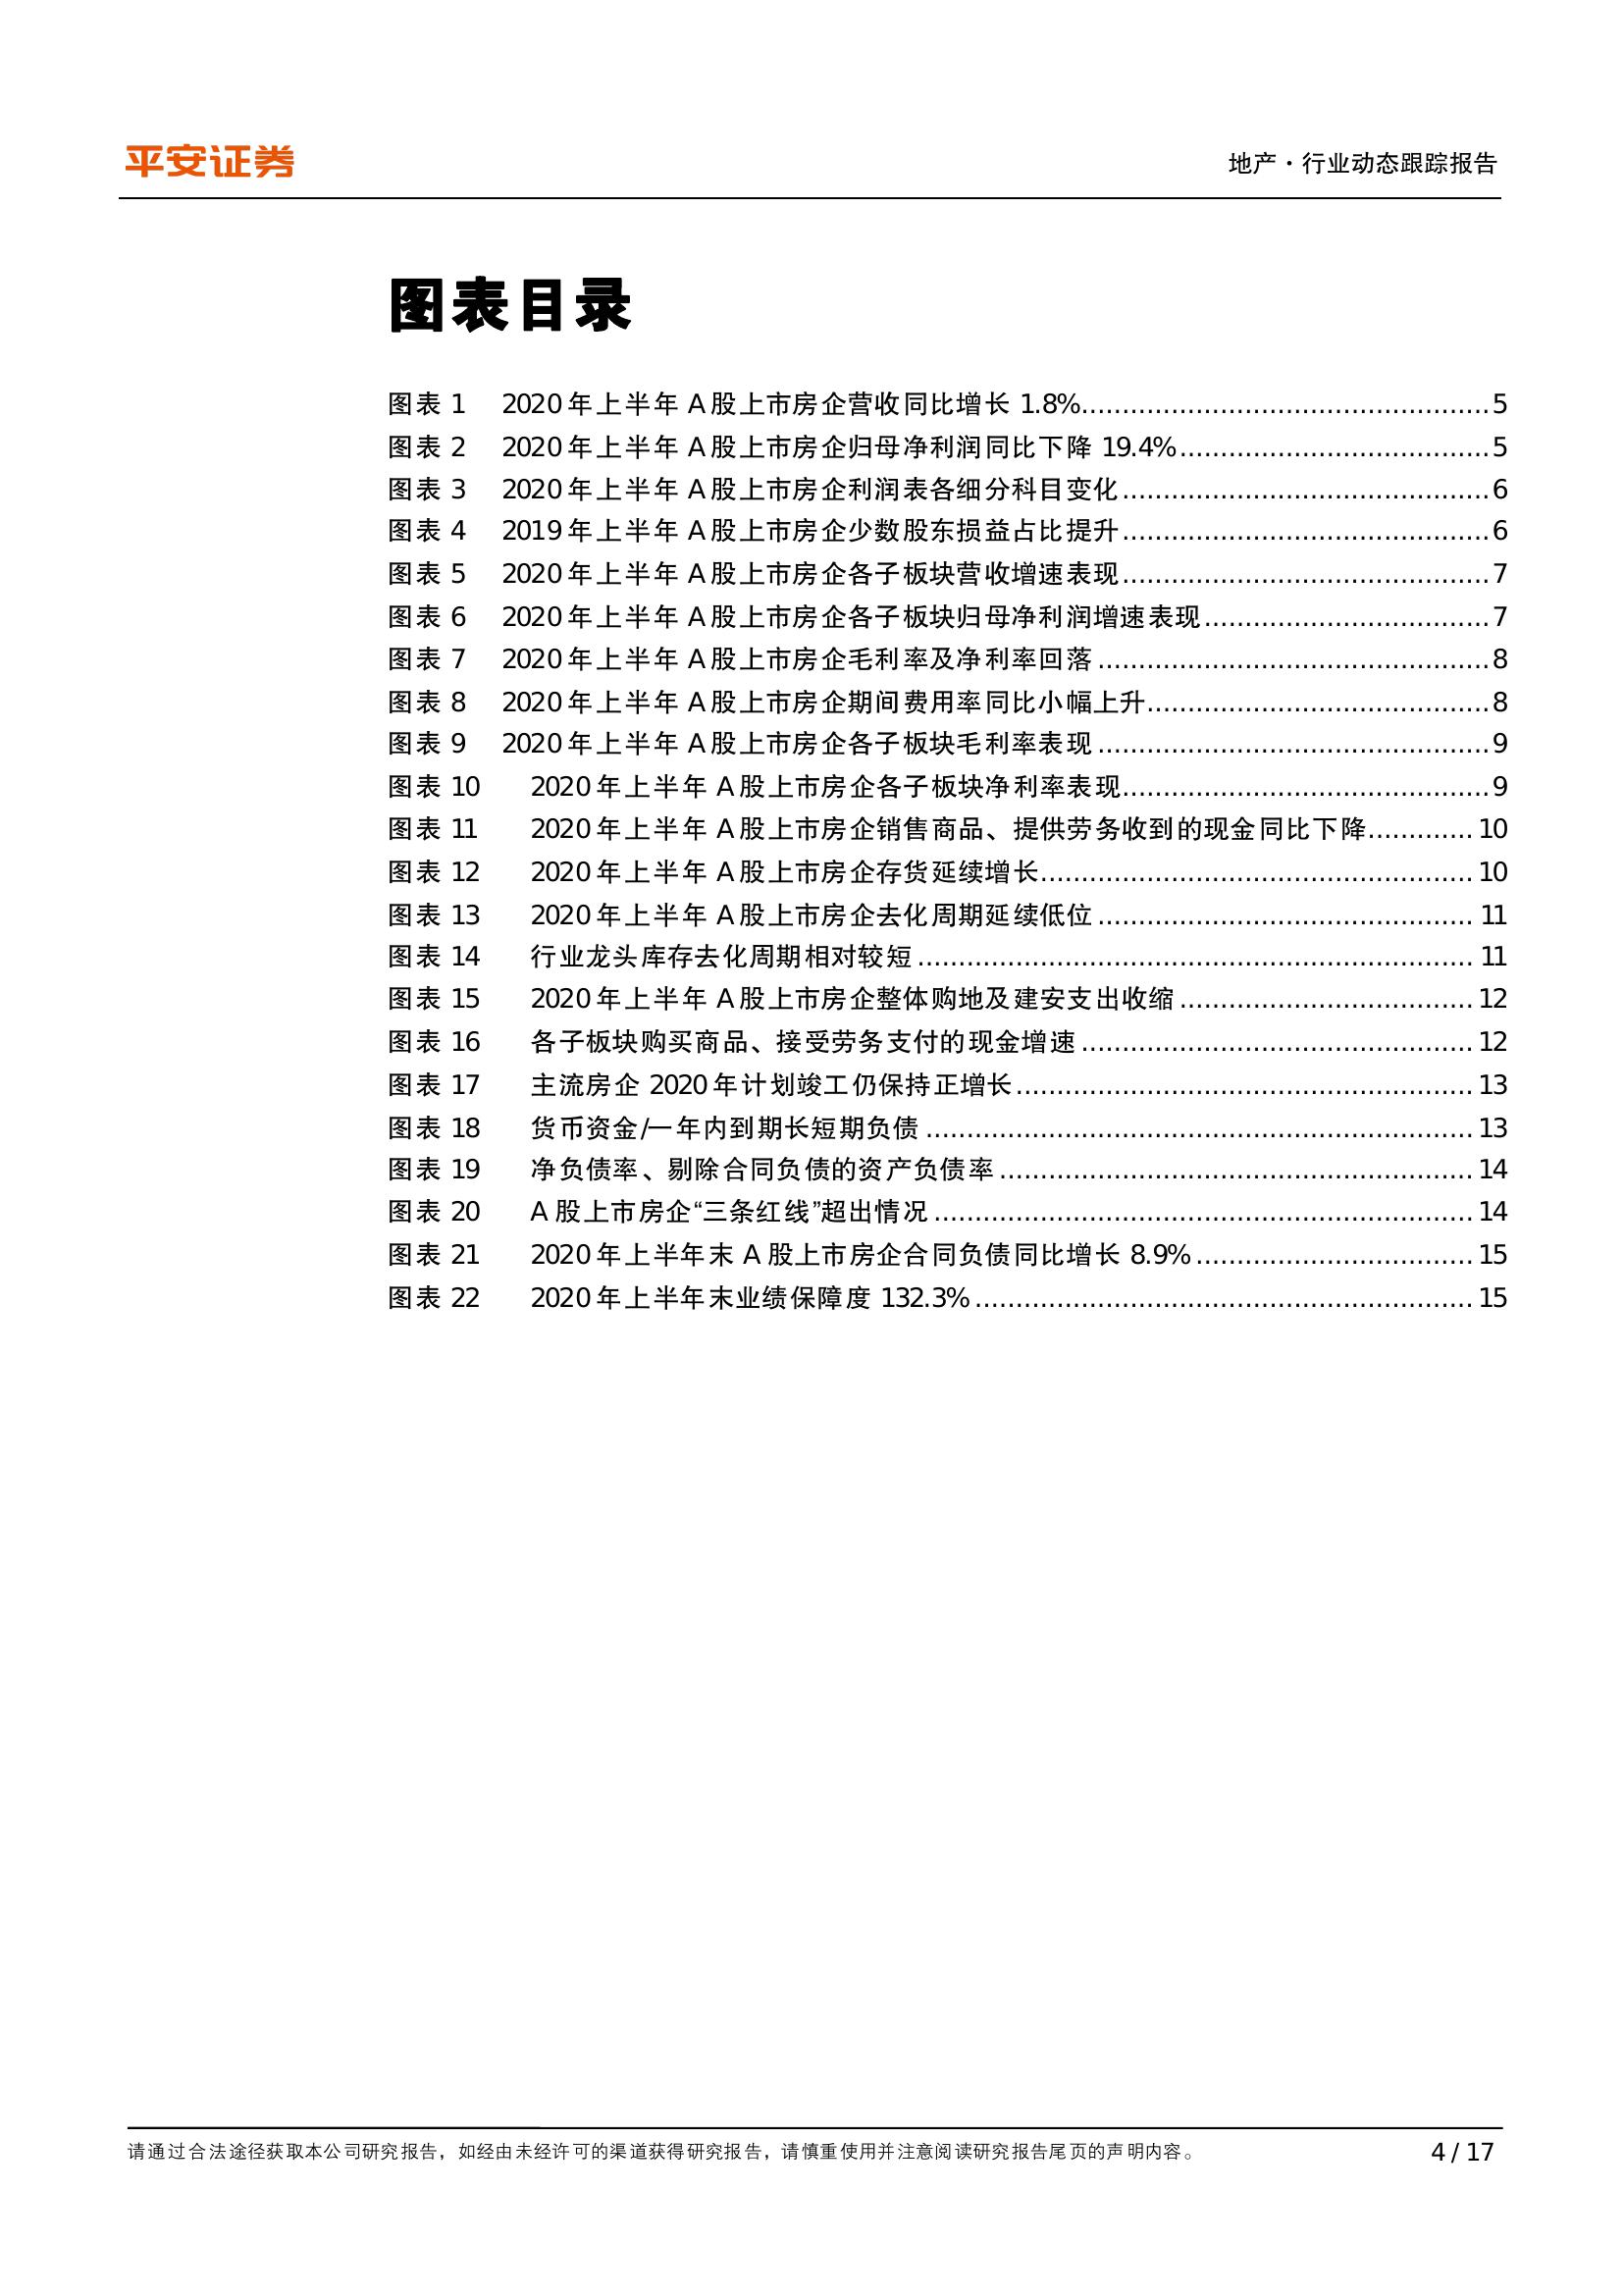 平安证券
地产·行业动态跟踪报告
图表目录
图表 1 2020 年上半年 A 股上市房企营收同比增长 1.8%................................................5
图表 2 2020 年上半年 A 股上市房企归母净利润同比下降 19.4%....................................5
图表 3 2020 年上半年 A 股上市房企利润表各细分科目变化...........................................6
图表 4 2019 年上半年 A 股上市房企少数股东损益占比提升...........................................6
图表 5 2020 年上半年 A 股上市房企各子板块营收增速表现...........................................7
图表 6 2020 年上半年 A 股上市房企各子板块归母净利润增速表现.................................7
图表 7 2020 年上半年 A 股上市房企毛利率及净利率回落..............................................8
图表 8 2020 年上半年 A 股上市房企期间费用率同比小幅上升........................................8
图表 9 2020 年上半年 A 股上市房企各子板块毛利率表现..............................................9
图表 10 2020 年上半年 A 股上市房企各子板块净利率表现...........................................9
图表 11 2020 年上半年 A 股上市房企销售商品、提供劳务收到的现金同比下降.............10
图表 12 2020 年上半年 A 股上市房企存货延续增长...................................................10
图表 13 2020 年上半年 A 股上市房企去化周期延续低位............................................11
图表 14 行业龙头库存去化周期相对较短..................................................................11
图表 15 2020 年上半年 A 股上市房企整体购地及建安支出收缩..................................12
图表 16 各子板块购买商品、接受劳务支付的现金增速..............................................12
图表 17 主流房企 2020 年计划竣工仍保持正增长......................................................13
图表 18 货币资金/一年内到期长短期负债.................................................................13
图表 19 净负债率、剔除合同负债的资产负债率........................................................14
图表 20 A 股上市房企“三条红线”超出情况................................................................14
图表 21 2020 年上半年末 A 股上市房企合同负债同比增长 8.9%................................15
图表 22 2020 年上半年末业绩保障度 132.3%...........................................................15
请通过合法途径获取本公司研究报告，如经由未经许可的渠道获得研究报告，请慎重使用并注意阅读研究报告尾页的声明内容。
4 / 17